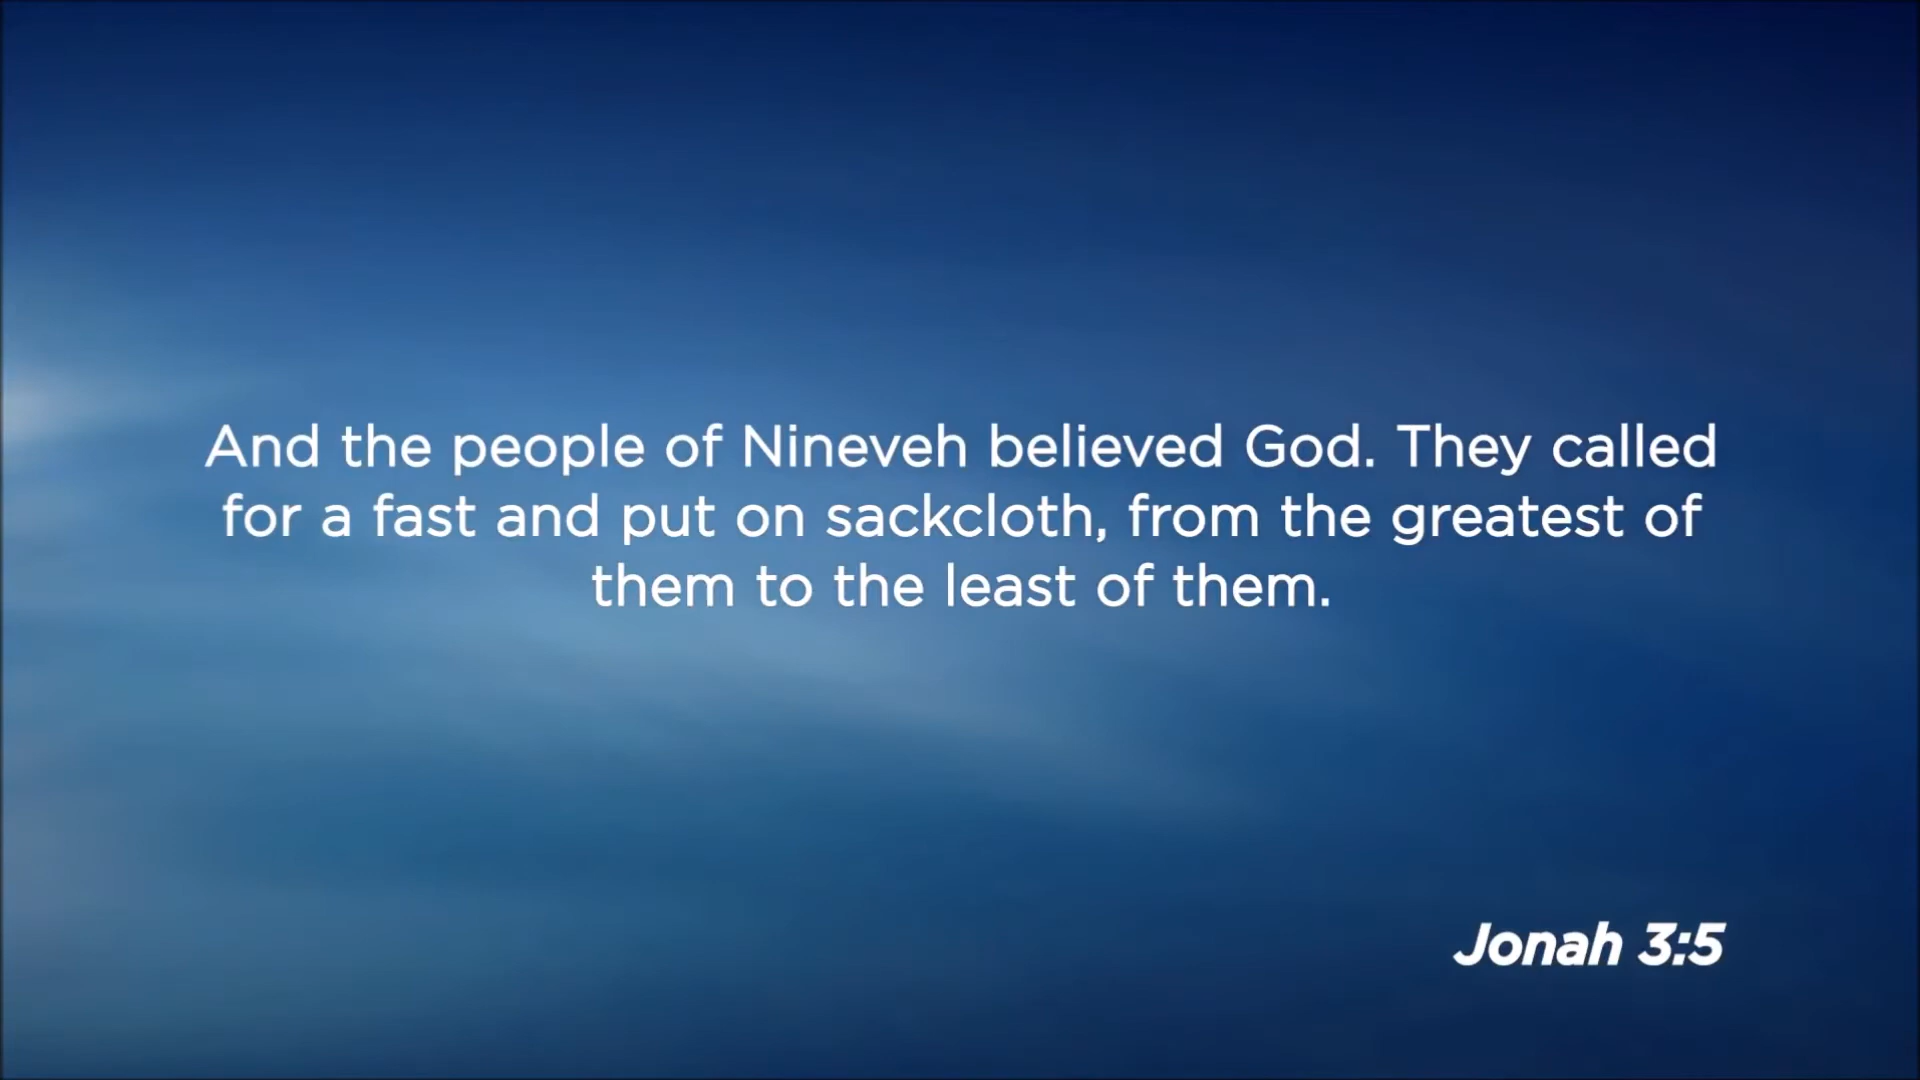 And the people of Nineveh believed God. They called
for a fast and put on sackcloth, from the greatest of
them to the least of them.
Jonah 3:5